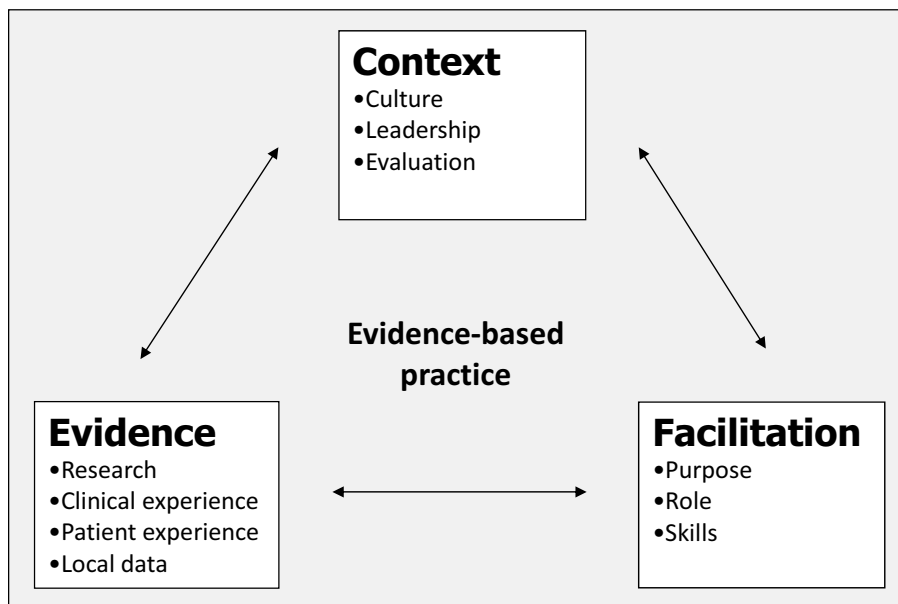 Context
•Culture
•Leadership
•Evaluation
Evidence-based
practice
Evidence
•Research
•Clinical experience
•Patient experience
•Local data
Facilitation
•Purpose
•Role
•Skills